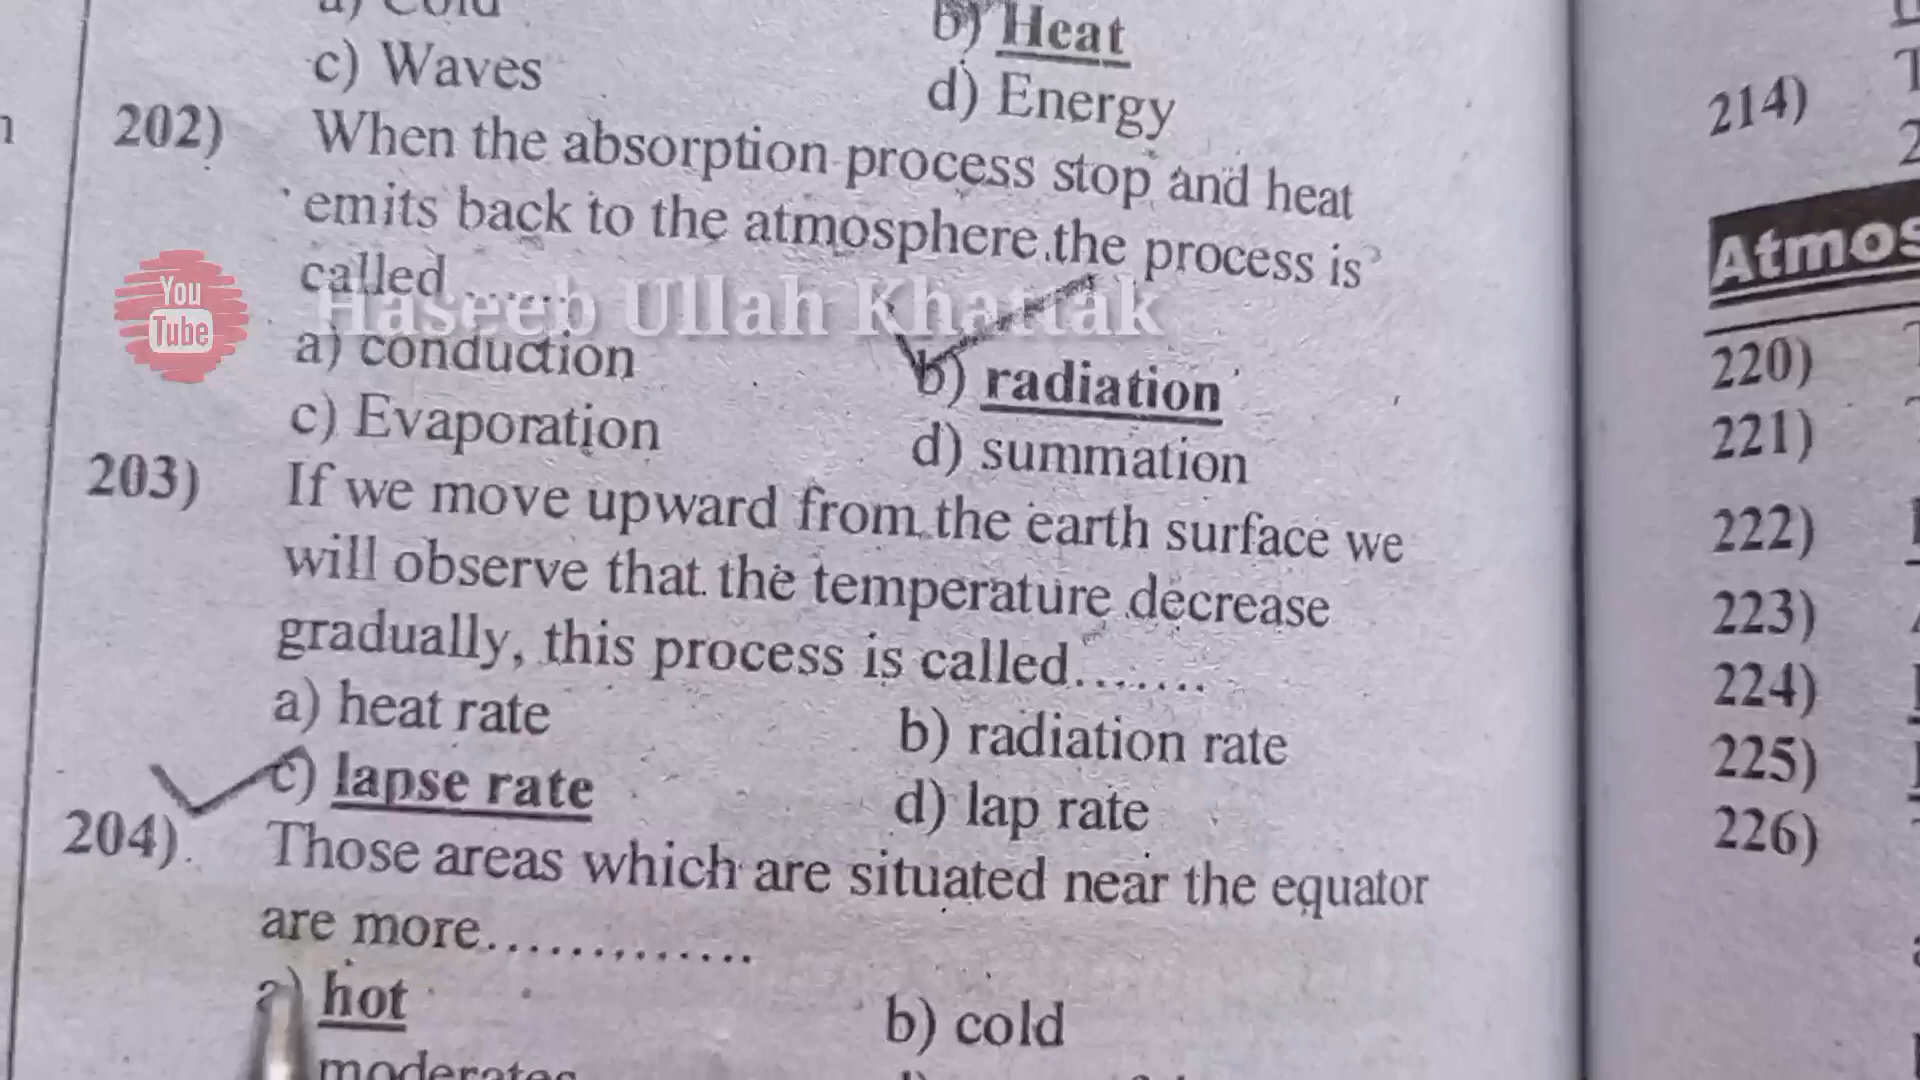 b) Heat
c) Waves
d) Energy
202) When the absorption process stop and heat
emits back to the atmosphere the process is
called ......
Haseeb Ullah Khattak
You
Tube
a) conduction
b) radiation
c) Evaporation
d) summation
203) If we move upward from the earth surface we
will observe that the temperature decrease
gradually, this process is called.......
a) heat rate
b) radiation rate
c) lapse rate
d) lap rate
204) Those areas which are situated near the equator
are more.............
a) hot
b) cold
moderates
214)
Atmos
220)
221)
222)
223)
224)
225)
226)